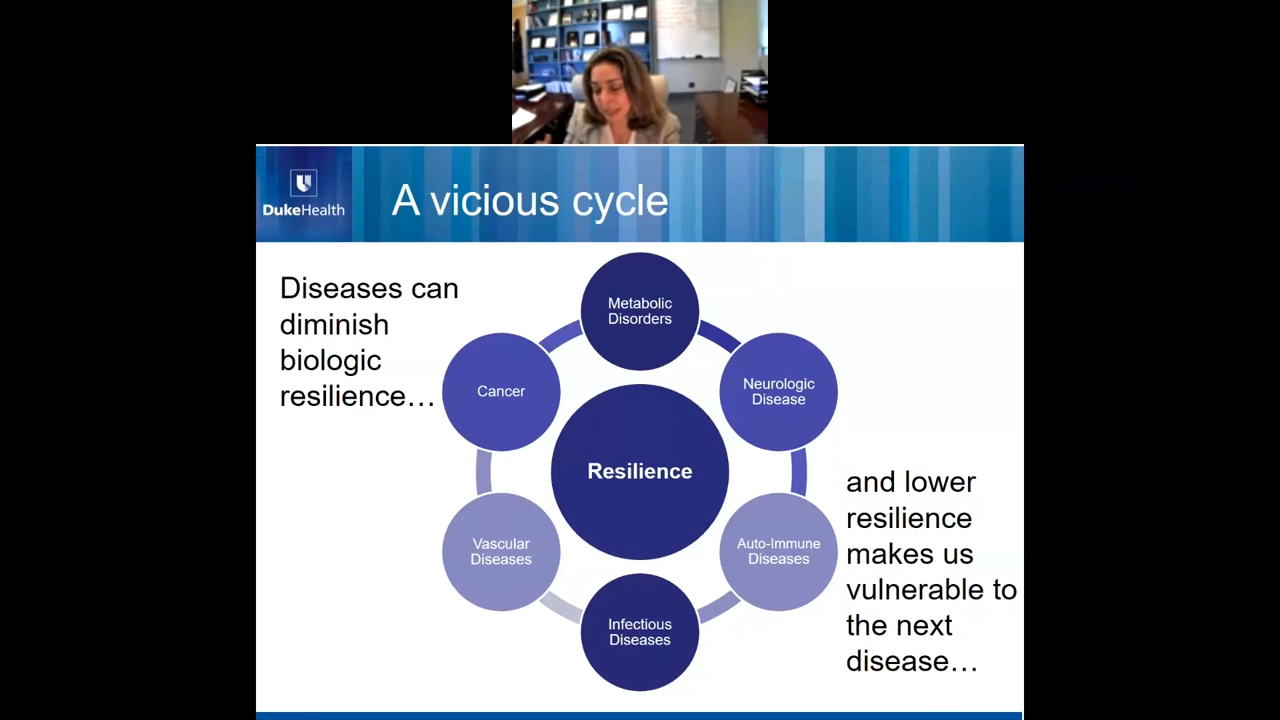 DukeHealth
A vicious cycle
Diseases can
diminish
biologic
resilience…
Metabolic
Disorders
Cancer
Neurologic
Disease
Resilience
Vascular
Diseases
Auto-Immune
Diseases
Infectious
Diseases
and lower
resilience
makes us
vulnerable to
the next
disease…